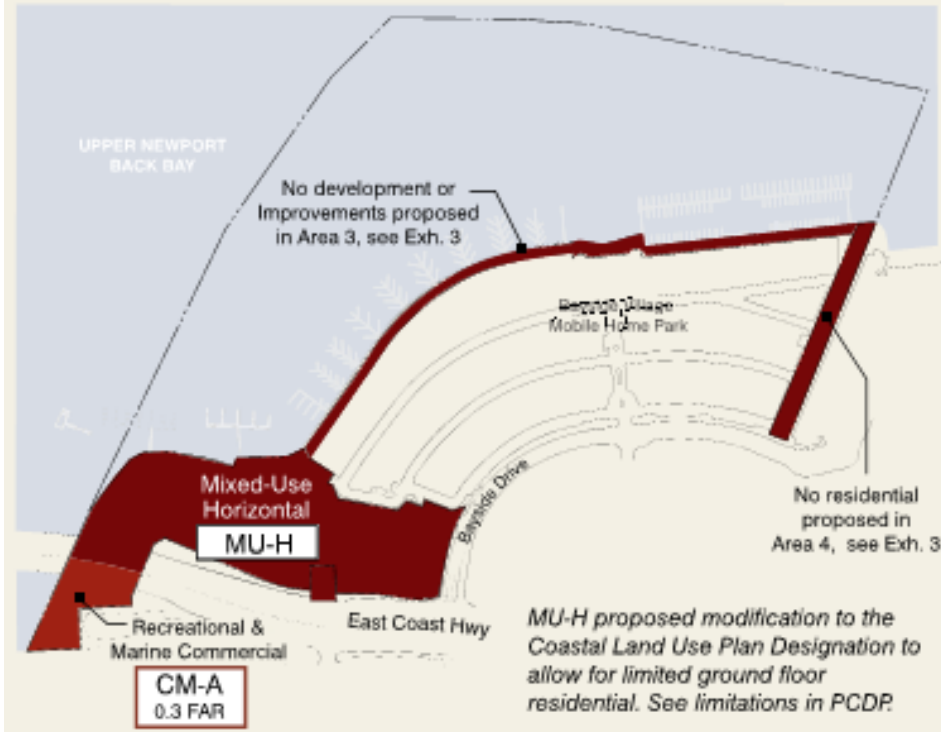 UPPER NEWPORT
BACK BAY
No development or
Improvements proposed
in Area 3, see Exh. 3
Bayside Village
Mobile Home Park
Mixed-Use
Horizontal
MU-H
Bayside Drive
No residential
proposed in
Area 4, see Exh. 3
East Coast Hwy
Recreational &
Marine Commercial
CM-A
0.3 FAR
MU-H proposed modification to the
Coastal Land Use Plan Designation to
allow for limited ground floor
residential. See limitations in PCDP.